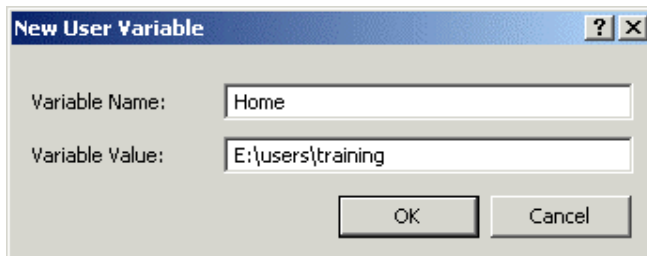 New User Variable
Variable Name: Home
Variable Value: E:\users\training
OK Cancel